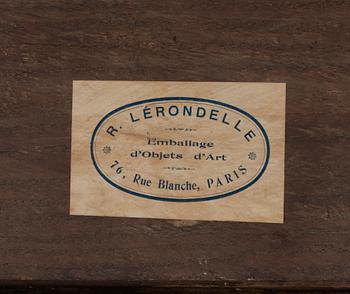 R. LÉRONDELLE
Emballage
d'Objets d'Art
76, Rue Blanche, PARIS